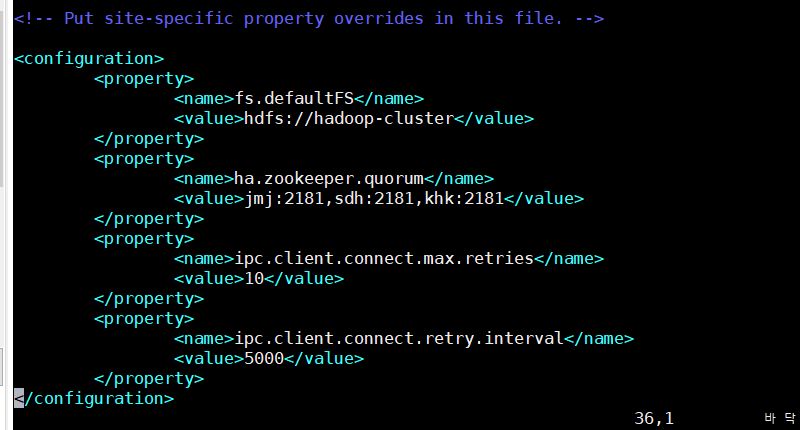 <!-- Put site-specific property overrides in this file. -->
<configuration>
<property>
<name>fs.defaultFS</name>
<value>hdfs://hadoop-cluster</value>
</property>
<property>
<name>ha.zookeeper.quorum</name>
<value>jmj:2181,sdh:2181,khk:2181</value>
</property>
<property>
<name>ipc.client.connect.max.retries</name>
<value>10</value>
</property>
<property>
<name>ipc.client.connect.retry.interval</name>
<value>5000</value>
</property>
</configuration>
36,1 바닥